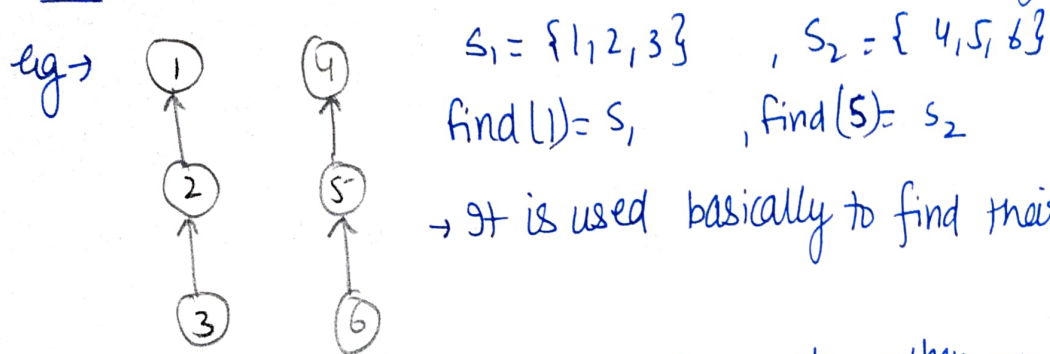 eg →
S₁ = {1,2,3} , S₂ = { 4,5,6}
find(1)= S₁ , find(5)= S₂
→ It is used basically to find their
1
4
2
5
3
6